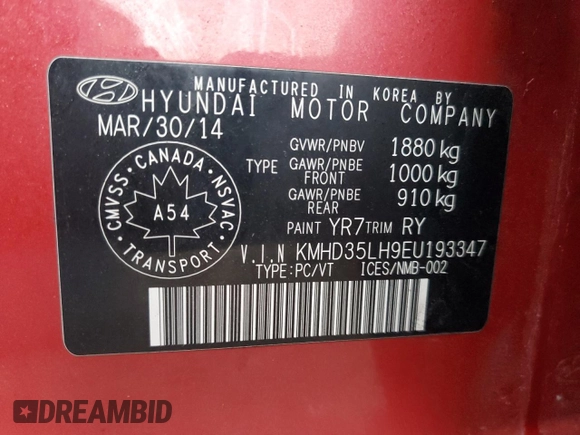 MANUFACTURED IN KOREA BY
HYUNDAI MOTOR COMPANY
MAR/30/14
GVWR/PNBV 1880 kg
TYPE GAWR/PNBE FRONT 1000 kg
GAWR/PNBE REAR 910 kg
PAINT YR7 TRIM RY
CMVSS · CANADA · NSVAC · TRANSPORT ·
A54
V.I.N KMHD35LH9EU193347
TYPE:PC/VT ICES/NMB-002
DREAMBID